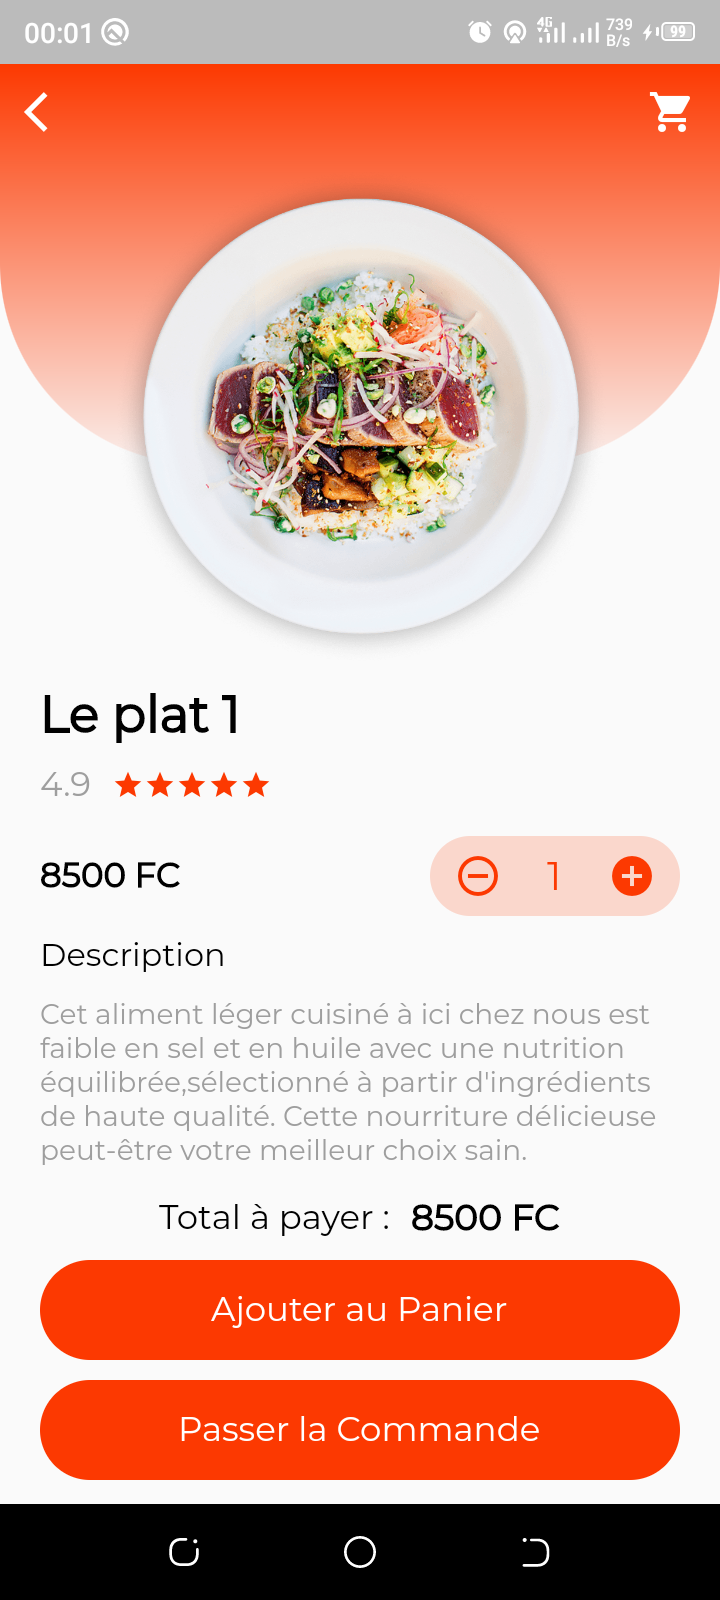 00:01
4G
739
B/s
99
Le plat 1
4.9
8500 FC
1
Description
Cet aliment léger cuisiné à ici chez nous est
faible en sel et en huile avec une nutrition
équilibrée,sélectionné à partir d'ingrédients
de haute qualité. Cette nourriture délicieuse
peut-être votre meilleur choix sain.
Total à payer : 8500 FC
Ajouter au Panier
Passer la Commande